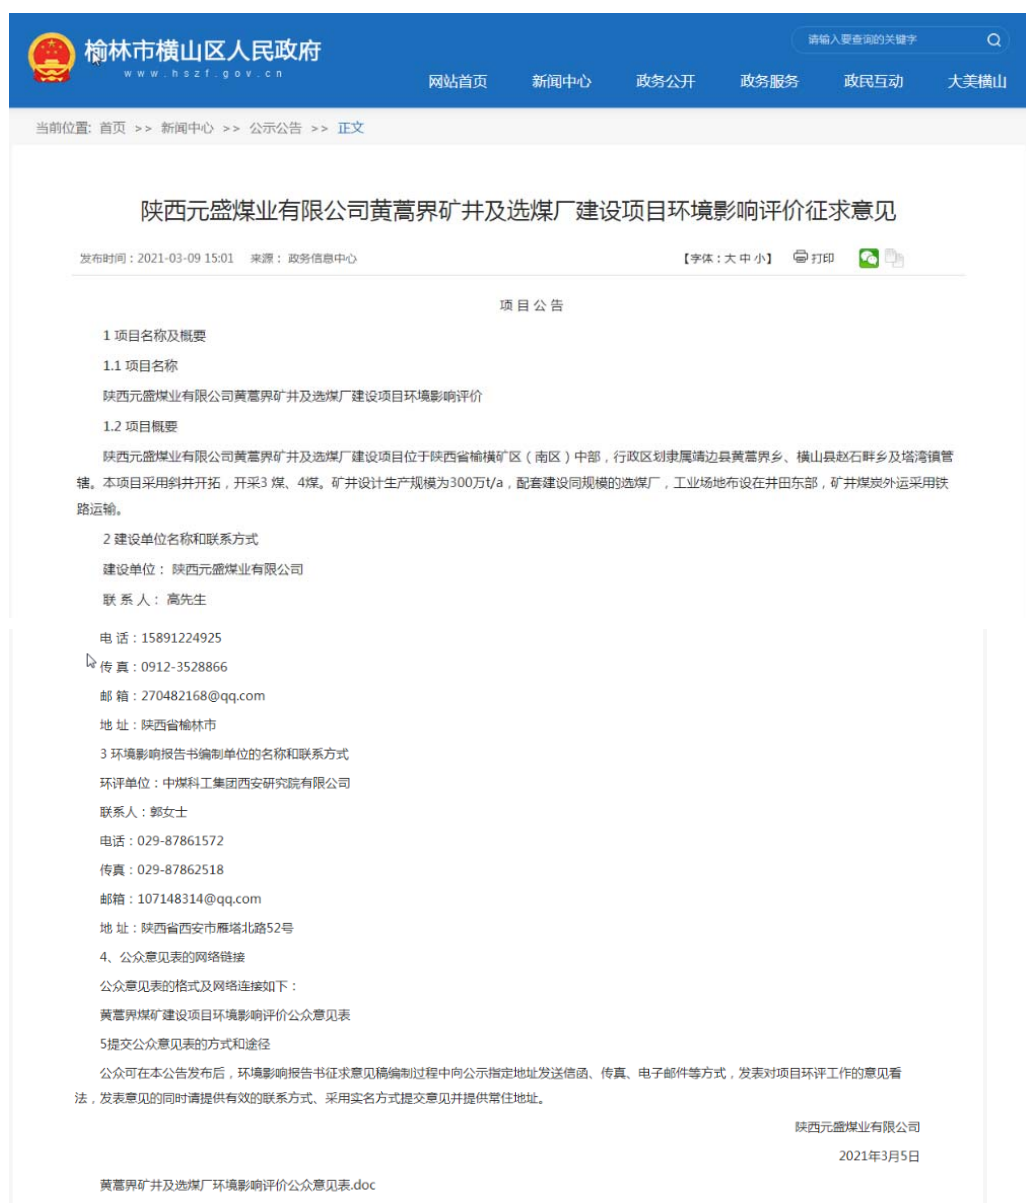 榆林市横山区人民政府
www.hszf.gov.cn
请输入要查询的关键字
网站首页 新闻中心 政务公开 政务服务 政民互动 大美横山
当前位置: 首页 >> 新闻中心 >> 公示公告 >> 正文
陕西元盛煤业有限公司黄蒿界矿井及选煤厂建设项目环境影响评价征求意见
发布时间：2021-03-09 15:01 来源： 政务信息中心 【字体：大 中 小】 打印
项 目 公 告
1 项目名称及概要
1.1 项目名称
陕西元盛煤业有限公司黄蒿界矿井及选煤厂建设项目环境影响评价
1.2 项目概要
陕西元盛煤业有限公司黄蒿界矿井及选煤厂建设项目位于陕西省榆横矿区（南区）中部，行政区划隶属靖边县黄蒿界乡、横山县赵石畔乡及塔湾镇管
辖。本项目采用斜井开拓，开采3 煤、4煤。矿井设计生产规模为300万t/a，配套建设同规模的选煤厂，工业场地布设在井田东部，矿井煤炭外运采用铁
路运输。
2 建设单位名称和联系方式
建设单位： 陕西元盛煤业有限公司
联 系 人： 高先生
电 话：15891224925
传 真：0912-3528866
邮 箱：270482168@qq.com
地 址：陕西省榆林市
3 环境影响报告书编制单位的名称和联系方式
环评单位：中煤科工集团西安研究院有限公司
联系人：郭女士
电话：029-87861572
传真：029-87862518
邮箱：107148314@qq.com
地 址：陕西省西安市雁塔北路52号
4、公众意见表的网络链接
公众意见表的格式及网络连接如下：
黄蒿界煤矿建设项目环境影响评价公众意见表
5提交公众意见表的方式和途径
公众可在本公告发布后，环境影响报告书征求意见稿编制过程中向公示指定地址发送信函、传真、电子邮件等方式，发表对项目环评工作的意见看
法，发表意见的同时请提供有效的联系方式、采用实名方式提交意见并提供常住地址。
陕西元盛煤业有限公司
2021年3月5日
黄蒿界矿井及选煤厂环境影响评价公众意见表.doc